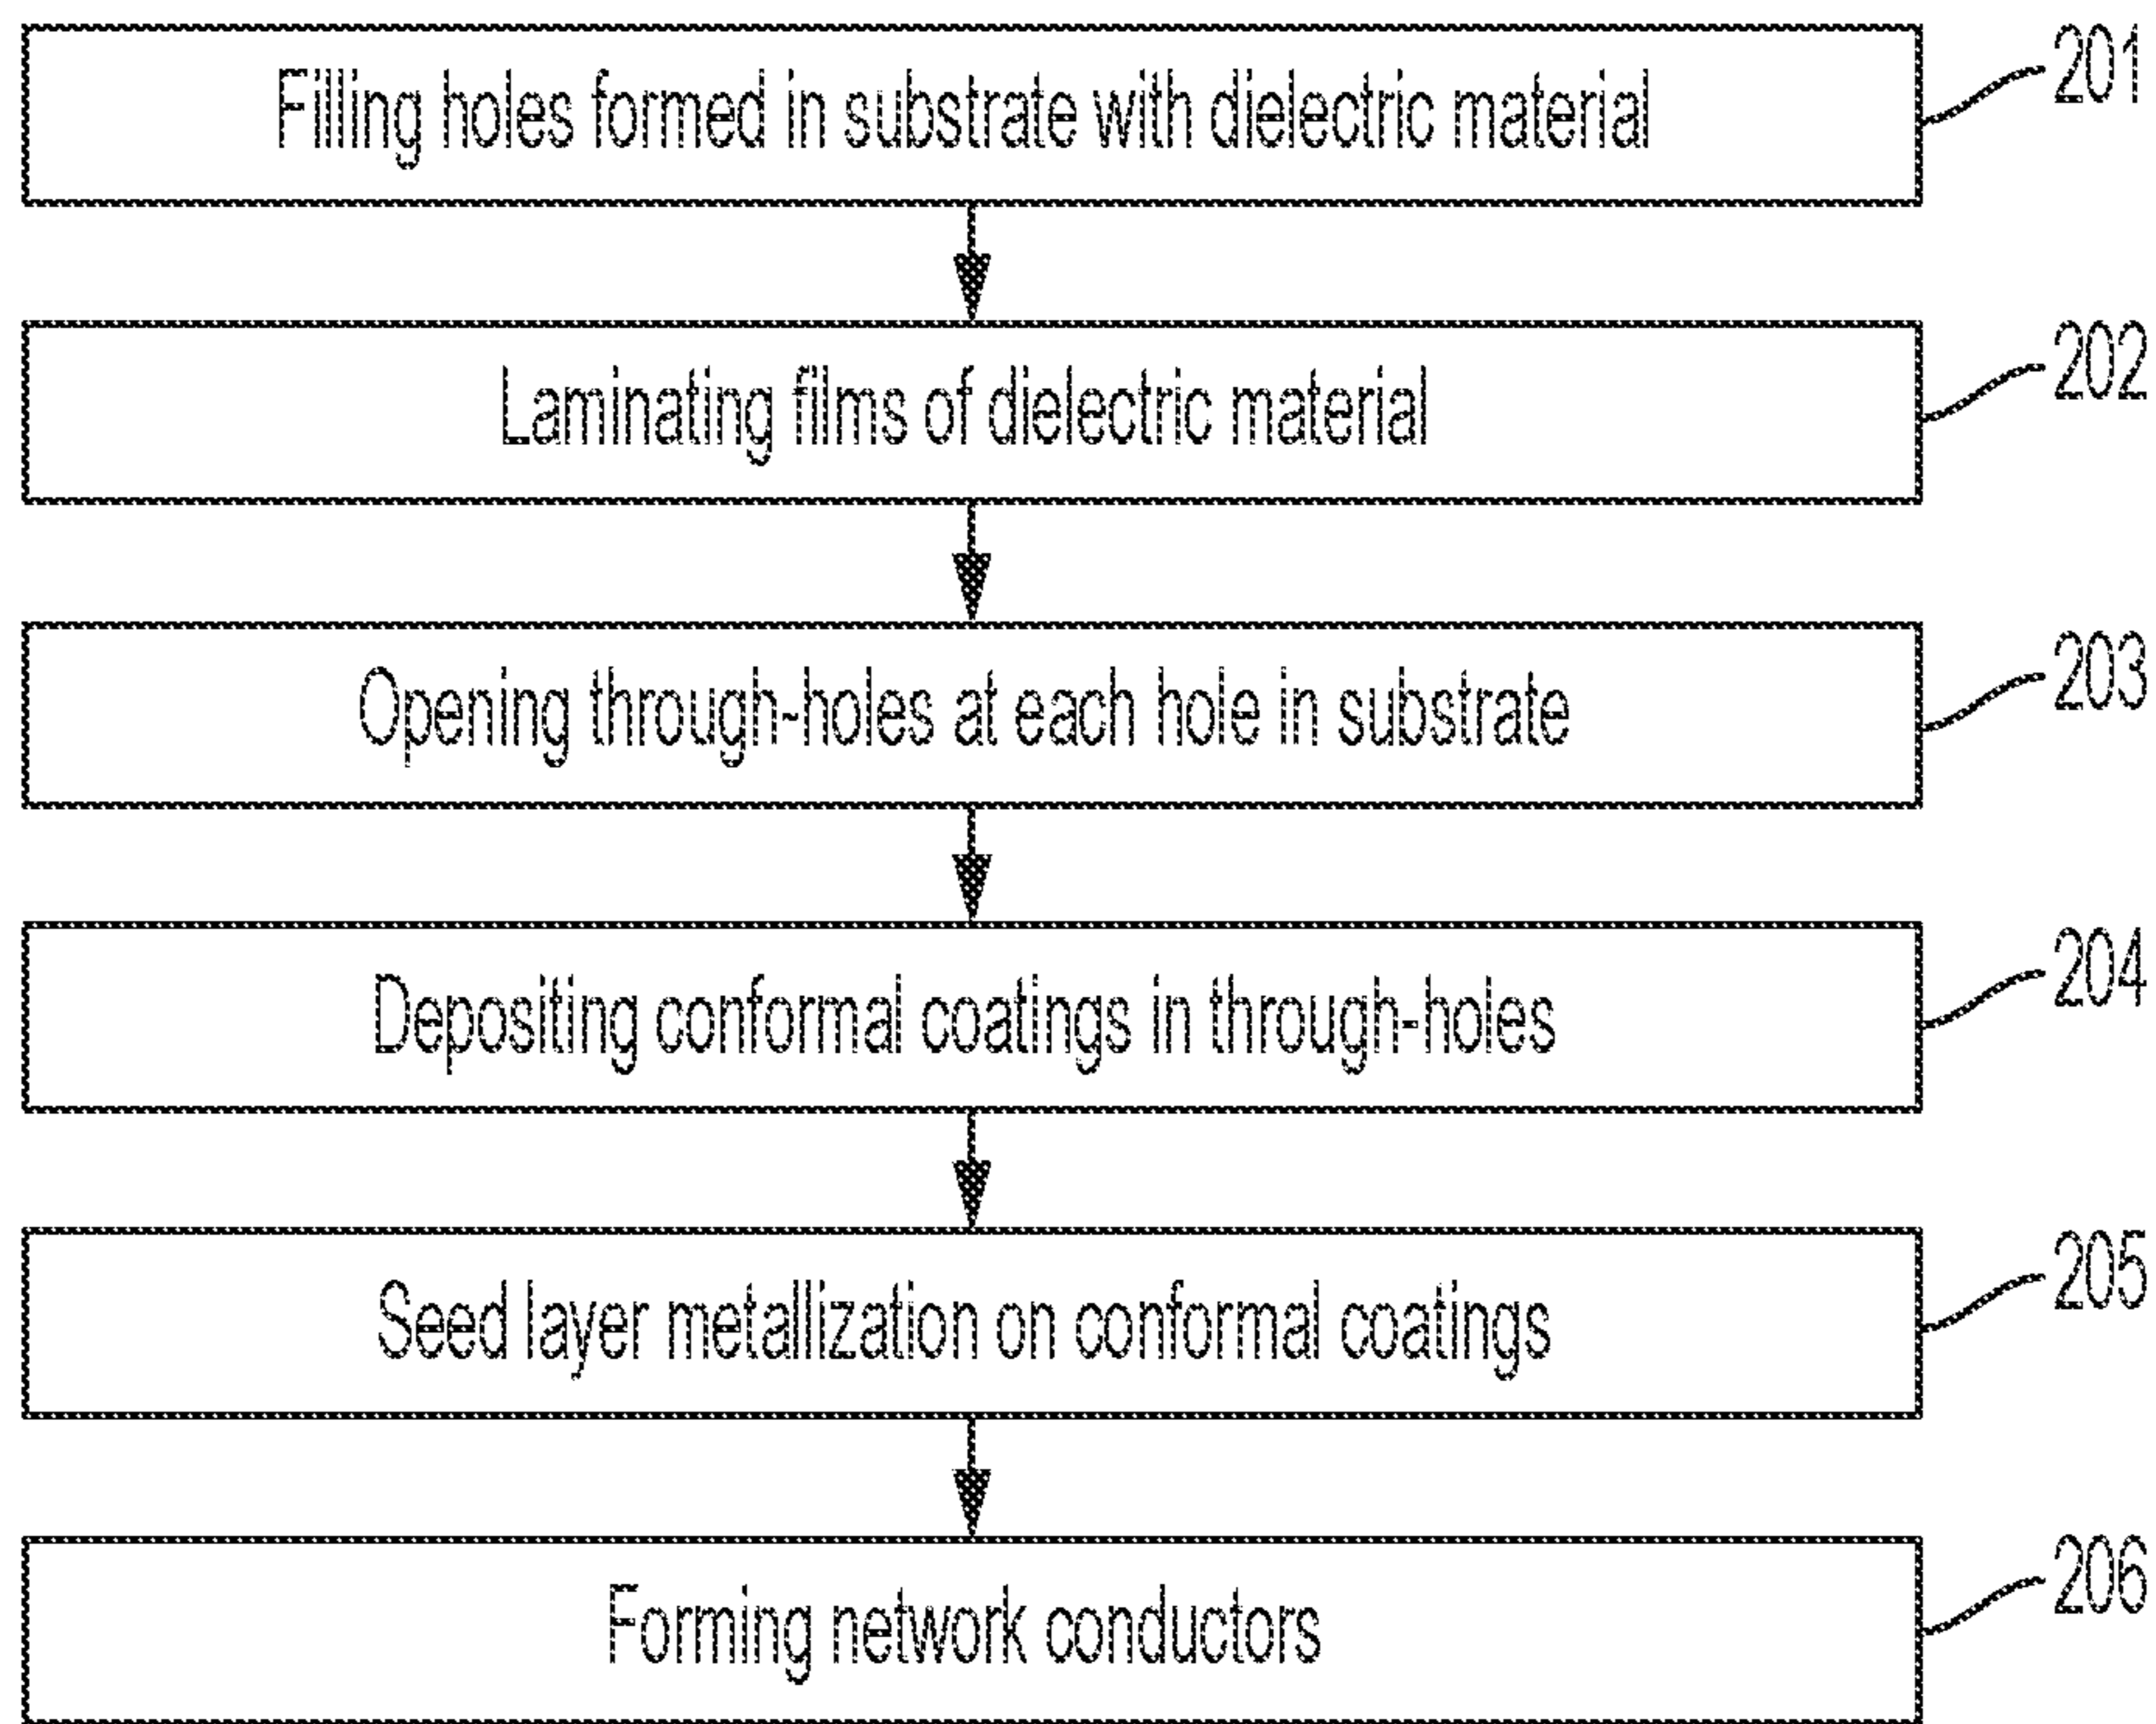 Filling holes formed in substrate with dielectric material
201
Laminating films of dielectric material
202
Opening through-holes at each hole in substrate
203
Depositing conformal coatings in through-holes
204
Seed layer metallization on conformal coatings
205
Forming network conductors
206